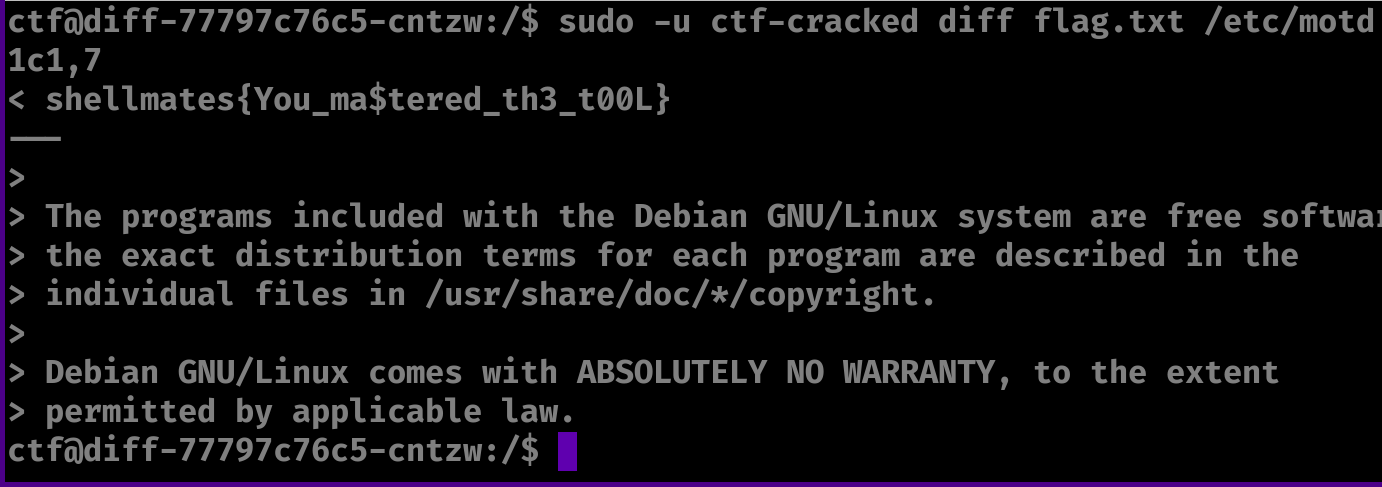 ctf@diff-77797c76c5-cntzw:/$ sudo -u ctf-cracked diff flag.txt /etc/motd
1c1,7
< shellmates{You_ma$tered_th3_t00L}
---
>
> The programs included with the Debian GNU/Linux system are free softwar
> the exact distribution terms for each program are described in the
> individual files in /usr/share/doc/*/copyright.
>
> Debian GNU/Linux comes with ABSOLUTELY NO WARRANTY, to the extent
> permitted by applicable law.
ctf@diff-77797c76c5-cntzw:/$